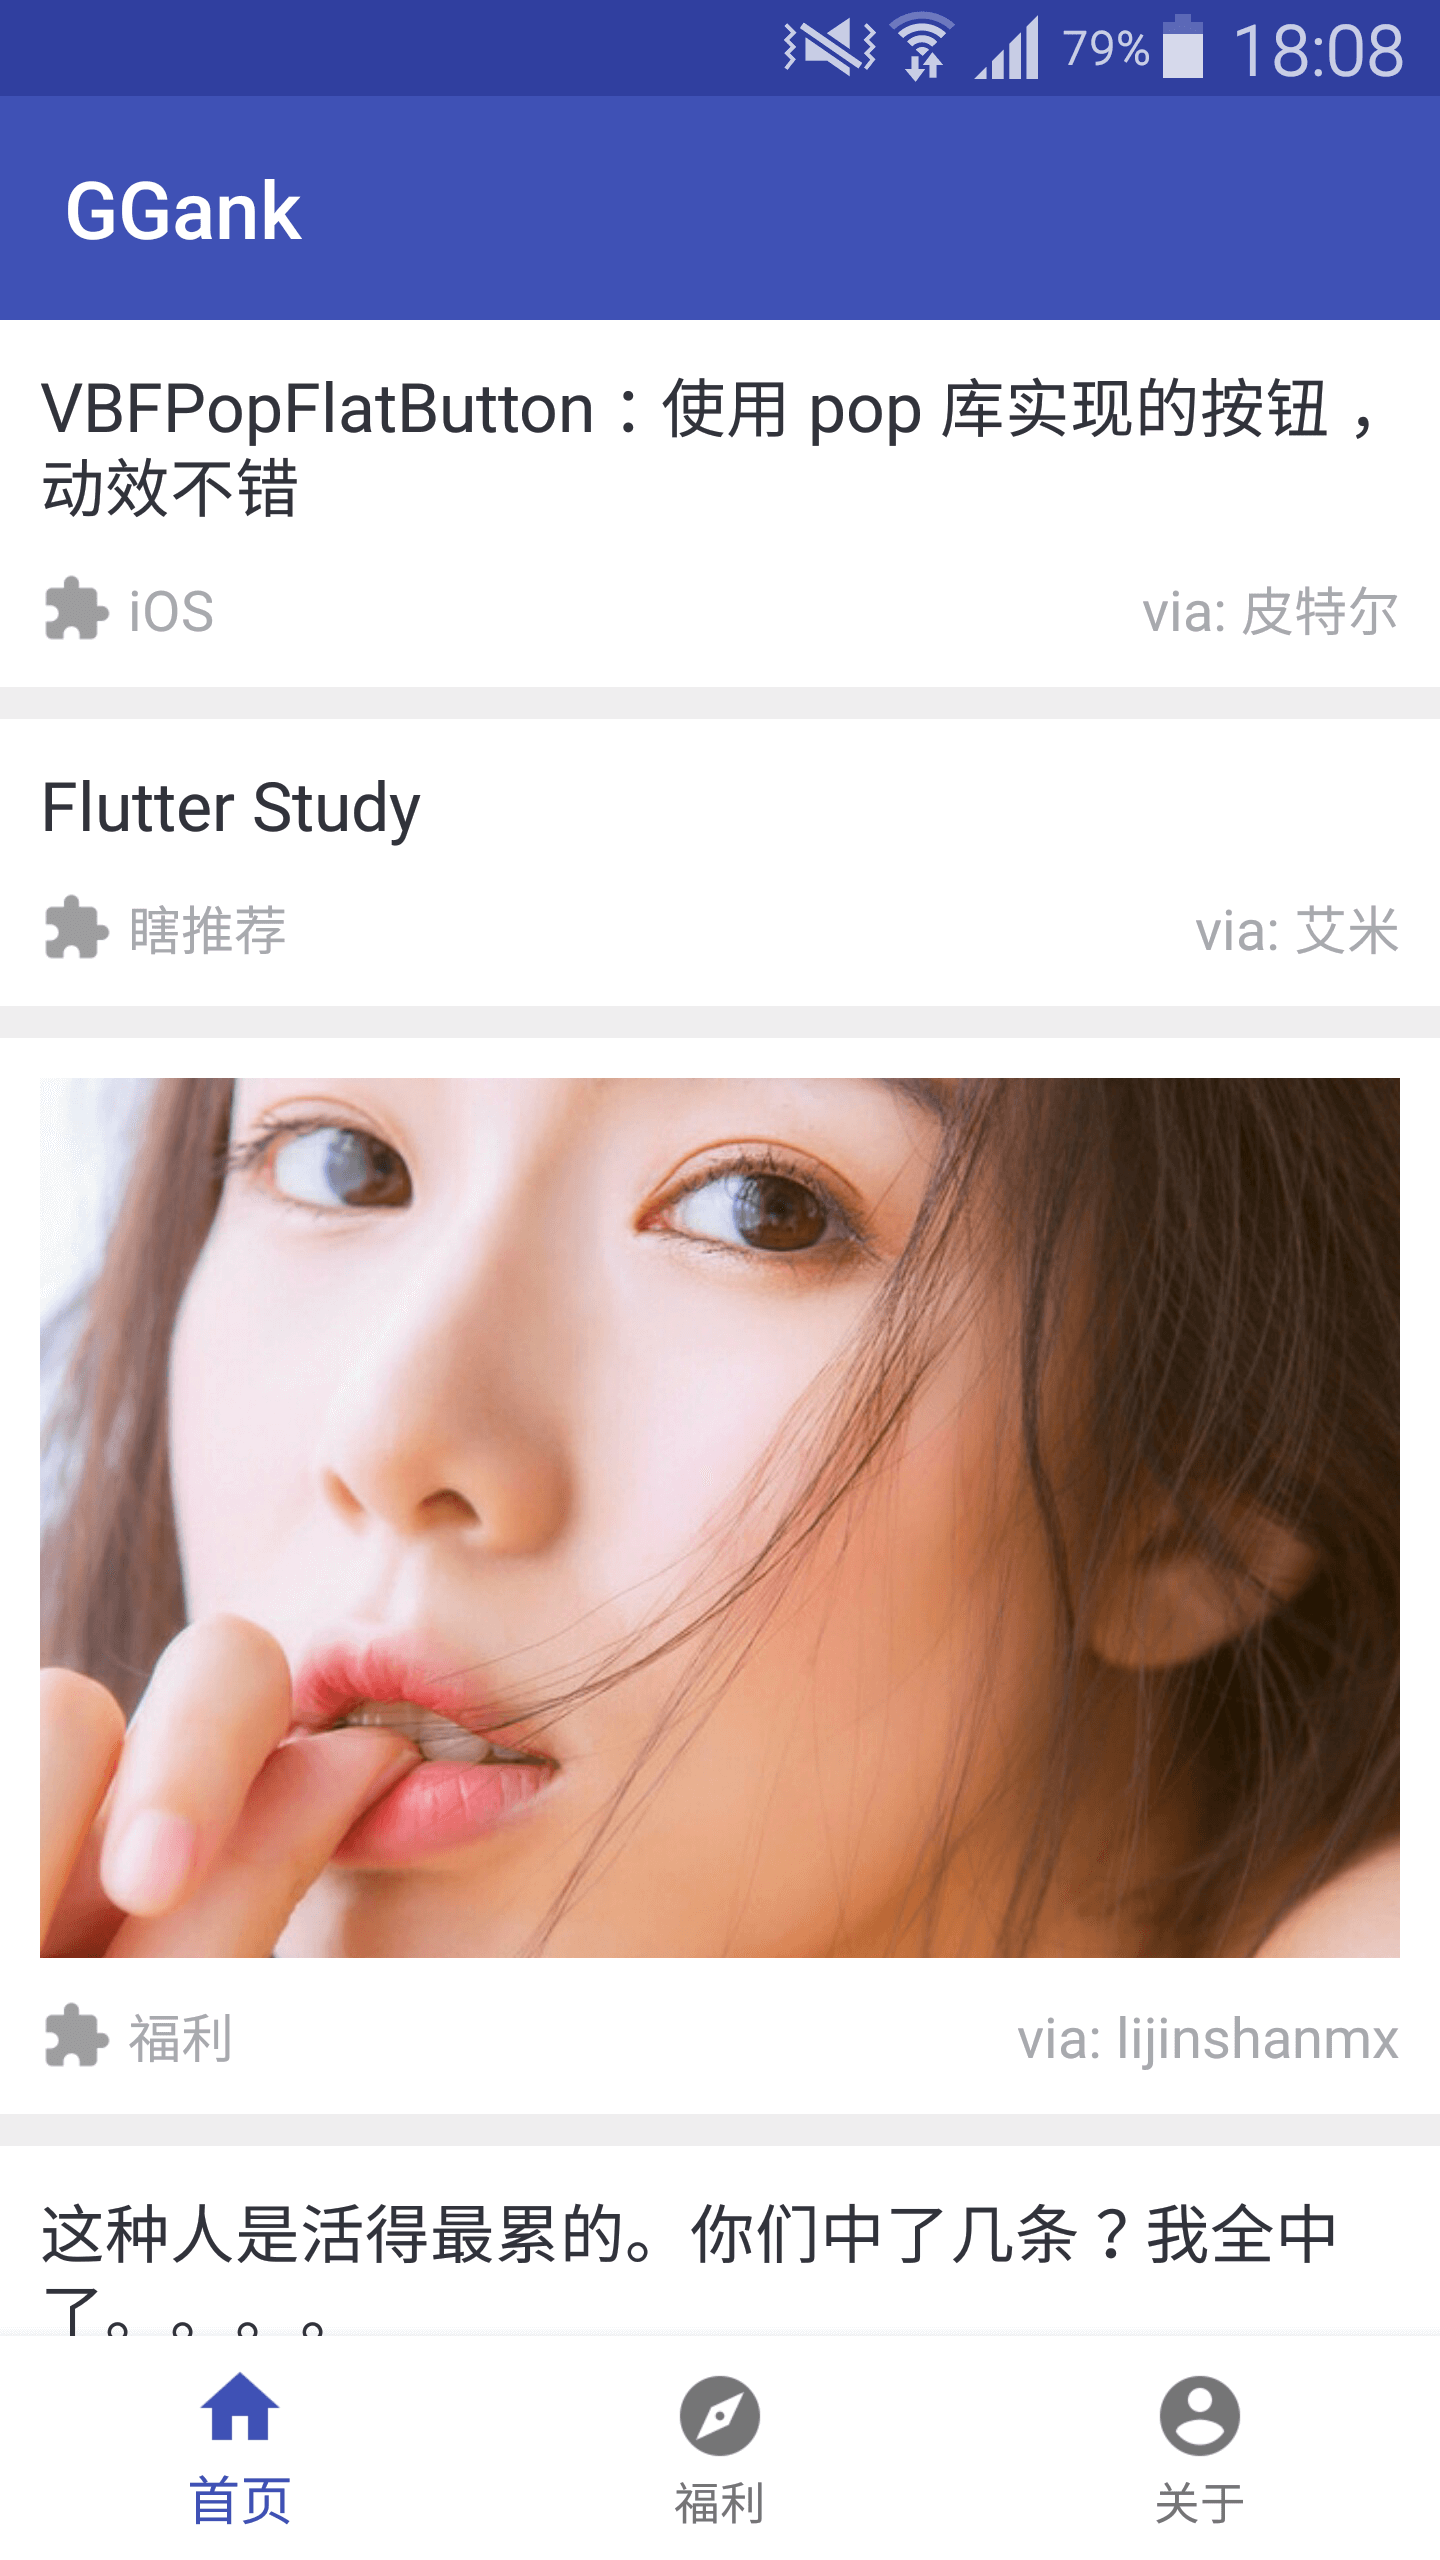 79% 18:08
GGank
VBFPopFlatButton：使用 pop 库实现的按钮，
动效不错
iOS via: 皮特尔
Flutter Study
瞎推荐 via: 艾米
福利 via: lijinshanmx
这种人是活得最累的。你们中了几条？我全中
了。。。。
首页 福利 关于